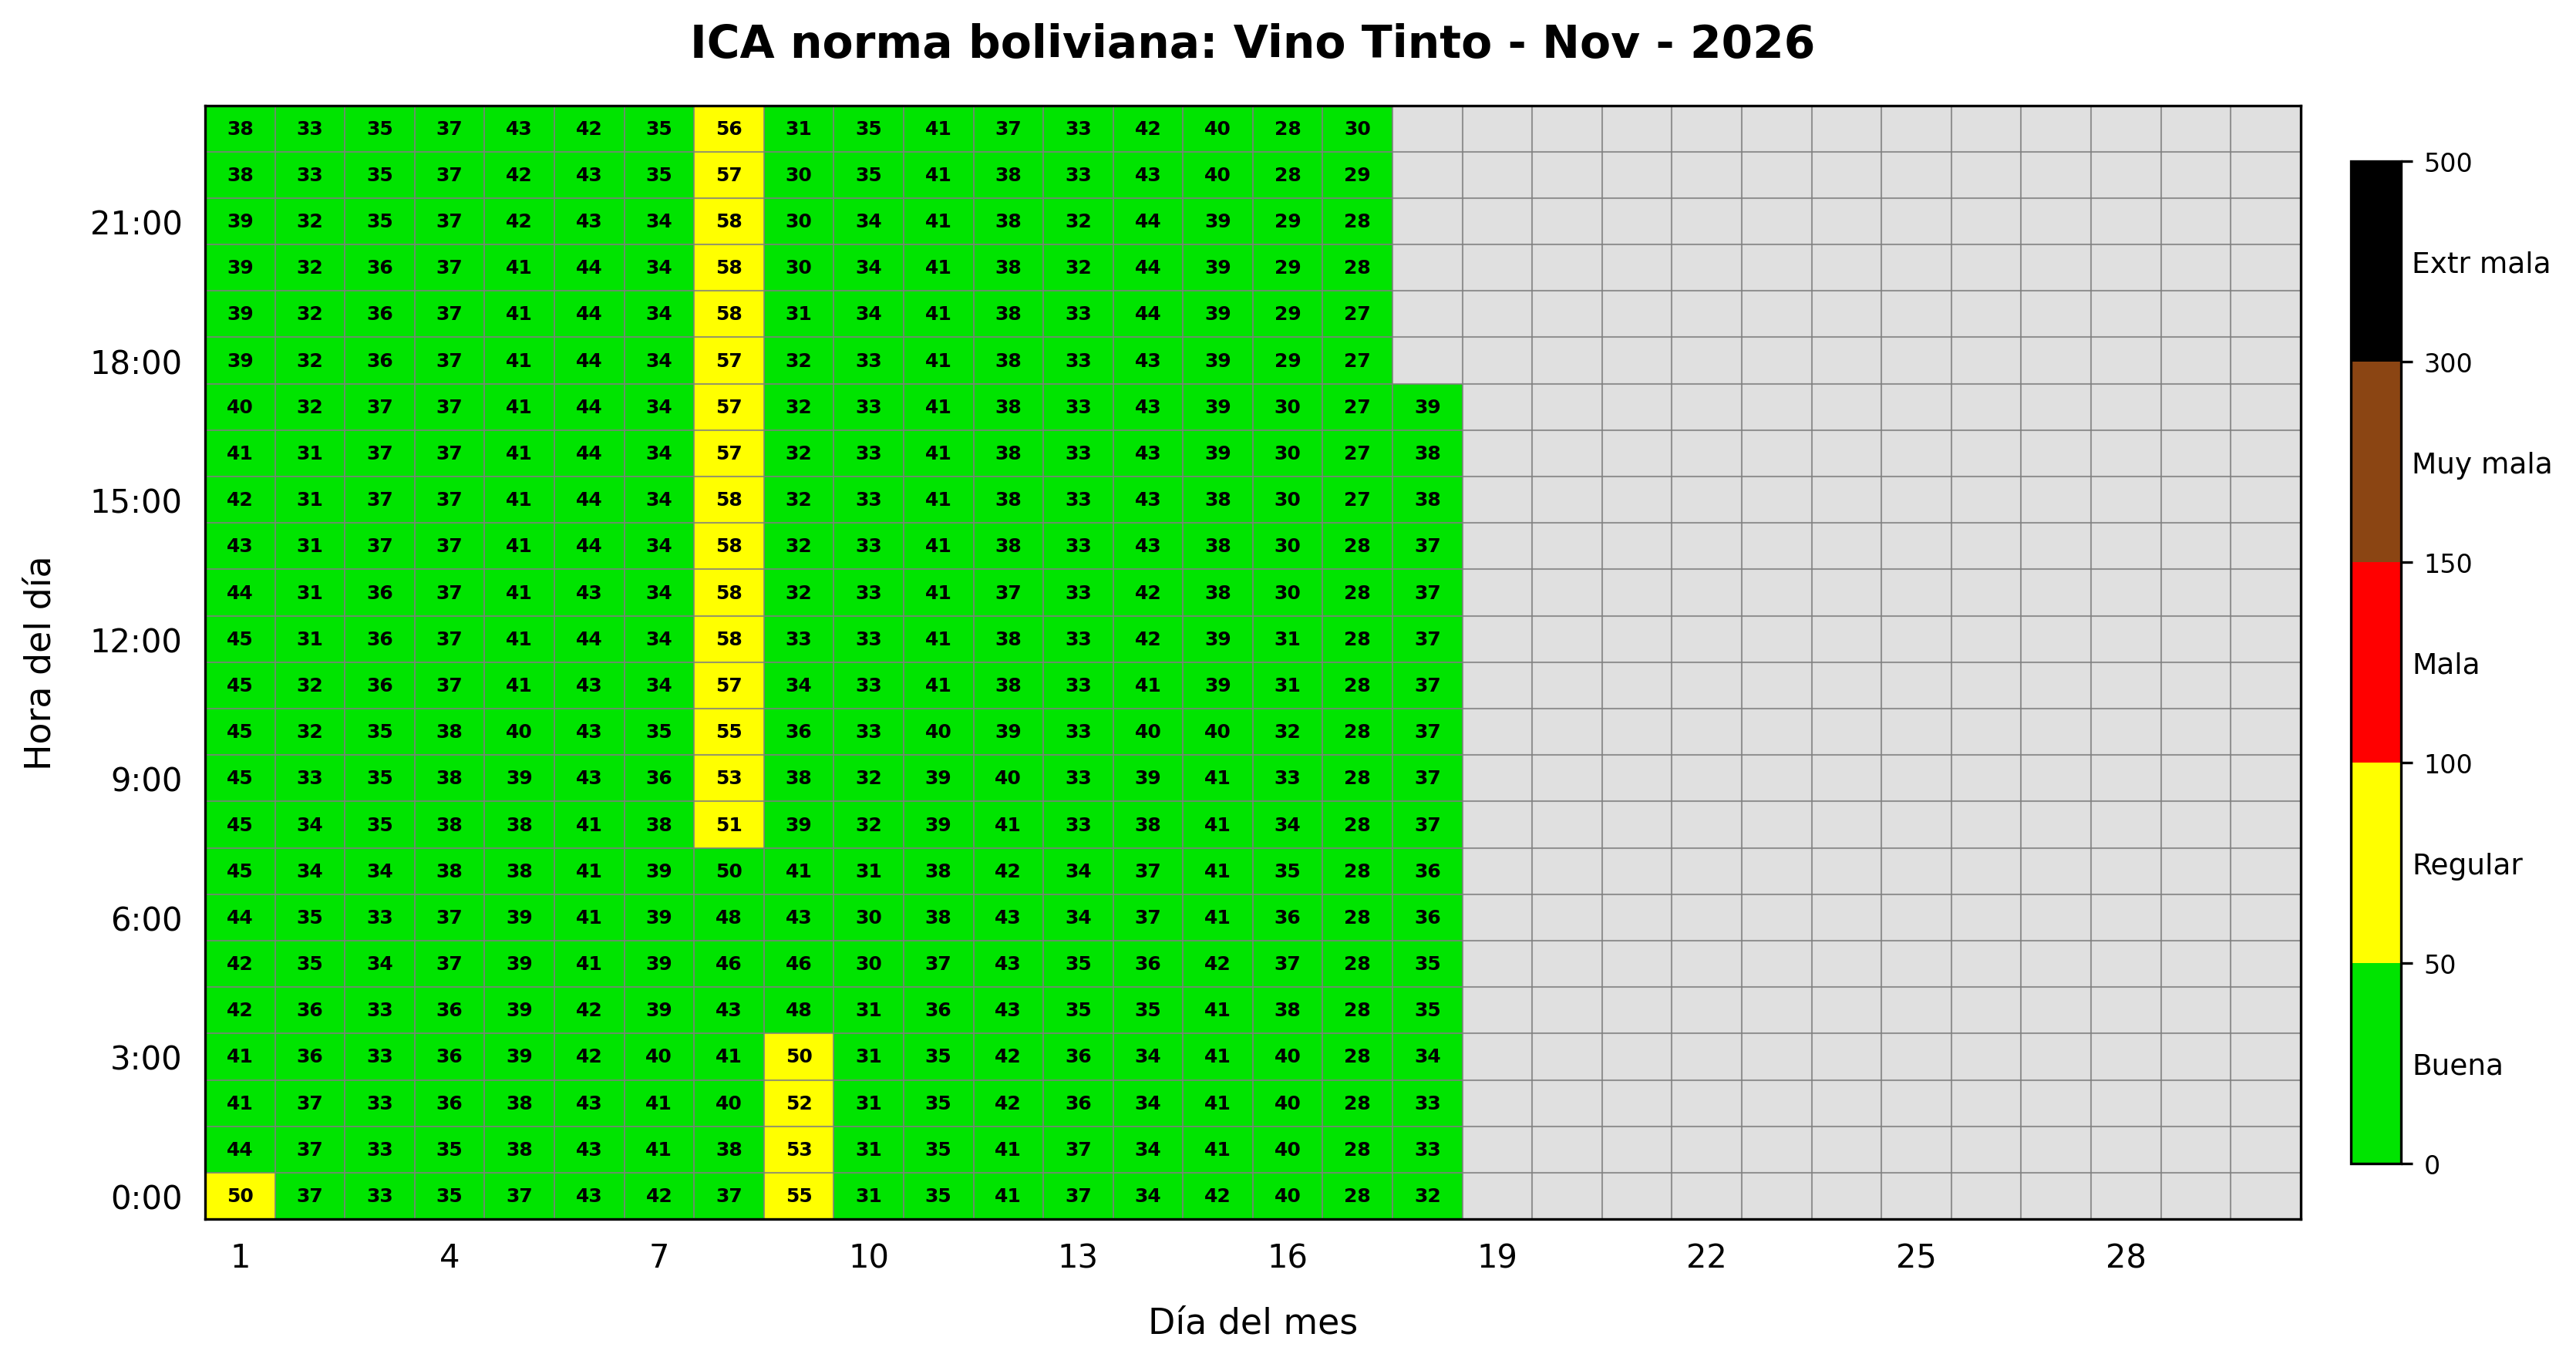 ICA norma boliviana: Vino Tinto - Nov - 2026
38 33 35 37 43 42 35 56 31 35 41 37 33 42 40 28 30
38 33 35 37 42 43 35 57 30 35 41 38 33 43 40 28 29
21:00 39 32 35 37 42 43 34 58 30 34 41 38 32 44 39 29 28
39 32 36 37 41 44 34 58 30 34 41 38 32 44 39 29 28
39 32 36 37 41 44 34 58 31 34 41 38 33 44 39 29 27
18:00 39 32 36 37 41 44 34 57 32 33 41 38 33 43 39 29 27
40 32 37 37 41 44 34 57 32 33 41 38 33 43 39 30 27 39
41 31 37 37 41 44 34 57 32 33 41 38 33 43 39 30 27 38
15:00 42 31 37 37 41 44 34 58 32 33 41 38 33 43 38 30 27 38
43 31 37 37 41 44 34 58 32 33 41 38 33 43 38 30 28 37
44 31 36 37 41 43 34 58 32 33 41 37 33 42 38 30 28 37
12:00 45 31 36 37 41 44 34 58 33 33 41 38 33 42 39 31 28 37
45 32 36 37 41 43 34 57 34 33 41 38 33 41 39 31 28 37
45 32 35 38 40 43 35 55 36 33 40 39 33 40 40 32 28 37
9:00 45 33 35 38 39 43 36 53 38 32 39 40 33 39 41 33 28 37
45 34 35 38 38 41 38 51 39 32 39 41 33 38 41 34 28 37
45 34 34 38 38 41 39 50 41 31 38 42 34 37 41 35 28 36
6:00 44 35 33 37 39 41 39 48 43 30 38 43 34 37 41 36 28 36
42 35 34 37 39 41 39 46 46 30 37 43 35 36 42 37 28 35
42 36 33 36 39 42 39 43 48 31 36 43 35 35 41 38 28 35
3:00 41 36 33 36 39 42 40 41 50 31 35 42 36 34 41 40 28 34
41 37 33 36 38 43 41 40 52 31 35 42 36 34 41 40 28 33
44 37 33 35 38 43 41 38 53 31 35 41 37 34 41 40 28 33
0:00 50 37 33 35 37 43 42 37 55 31 35 41 37 34 42 40 28 32
1 4 7 10 13 16 19 22 25 28
Día del mes
Hora del día
500
Extr mala
300
Muy mala
150
Mala
100
Regular
50
Buena
0